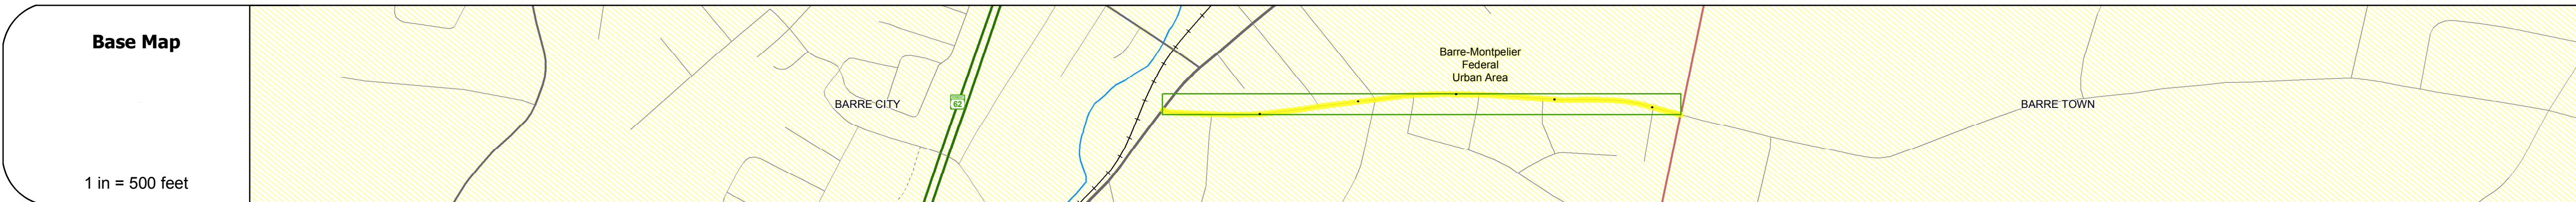 Base Map
1 in = 500 feet
BARRE CITY
62
Barre-Montpelier
Federal
Urban Area
BARRE TOWN